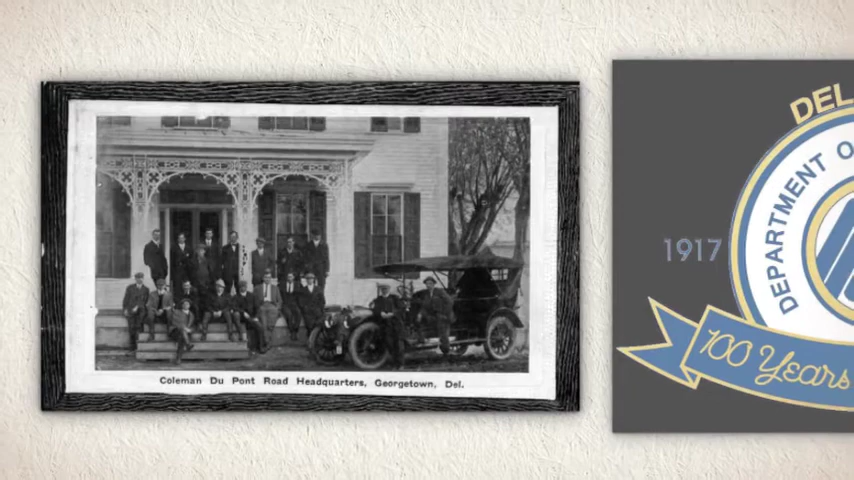 Coleman Du Pont Road Headquarters, Georgetown, Del.
DEL
DEPARTMENT O
1917
100 Years